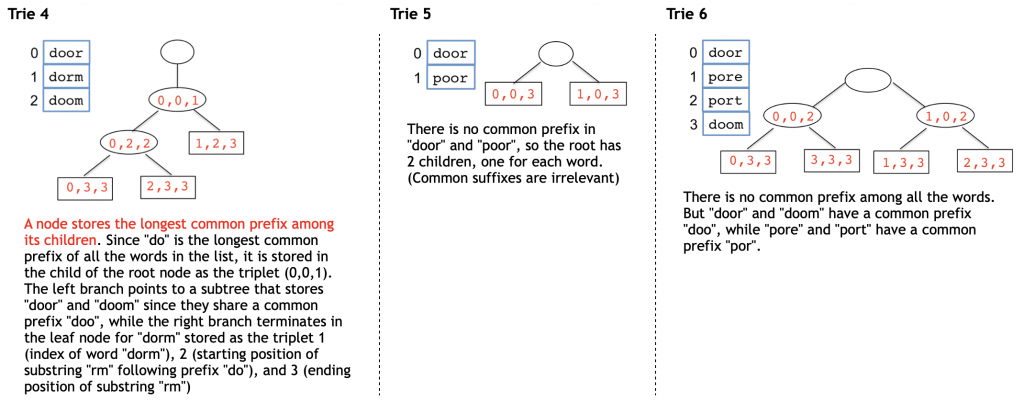 Trie 4
0 door
1 dorm
2 doom
0,0,1
0,2,2
1,2,3
0,3,3
2,3,3
A node stores the longest common prefix among
its children. Since "do" is the longest common
prefix of all the words in the list, it is stored in
the child of the root node as the triplet (0,0,1).
The left branch points to a subtree that stores
"door" and "doom" since they share a common
prefix "doo", while the right branch terminates in
the leaf node for "dorm" stored as the triplet 1
(index of word "dorm"), 2 (starting position of
substring "rm" following prefix "do"), and 3 (ending
position of substring "rm")
Trie 5
0 door
1 poor
0,0,3
1,0,3
There is no common prefix in
"door" and "poor", so the root has
2 children, one for each word.
(Common suffixes are irrelevant)
Trie 6
0 door
1 pore
2 port
3 doom
0,0,2
1,0,2
0,3,3
3,3,3
1,3,3
2,3,3
There is no common prefix among all the words.
But "door" and "doom" have a common prefix
"doo", while "pore" and "port" have a common
prefix "por".